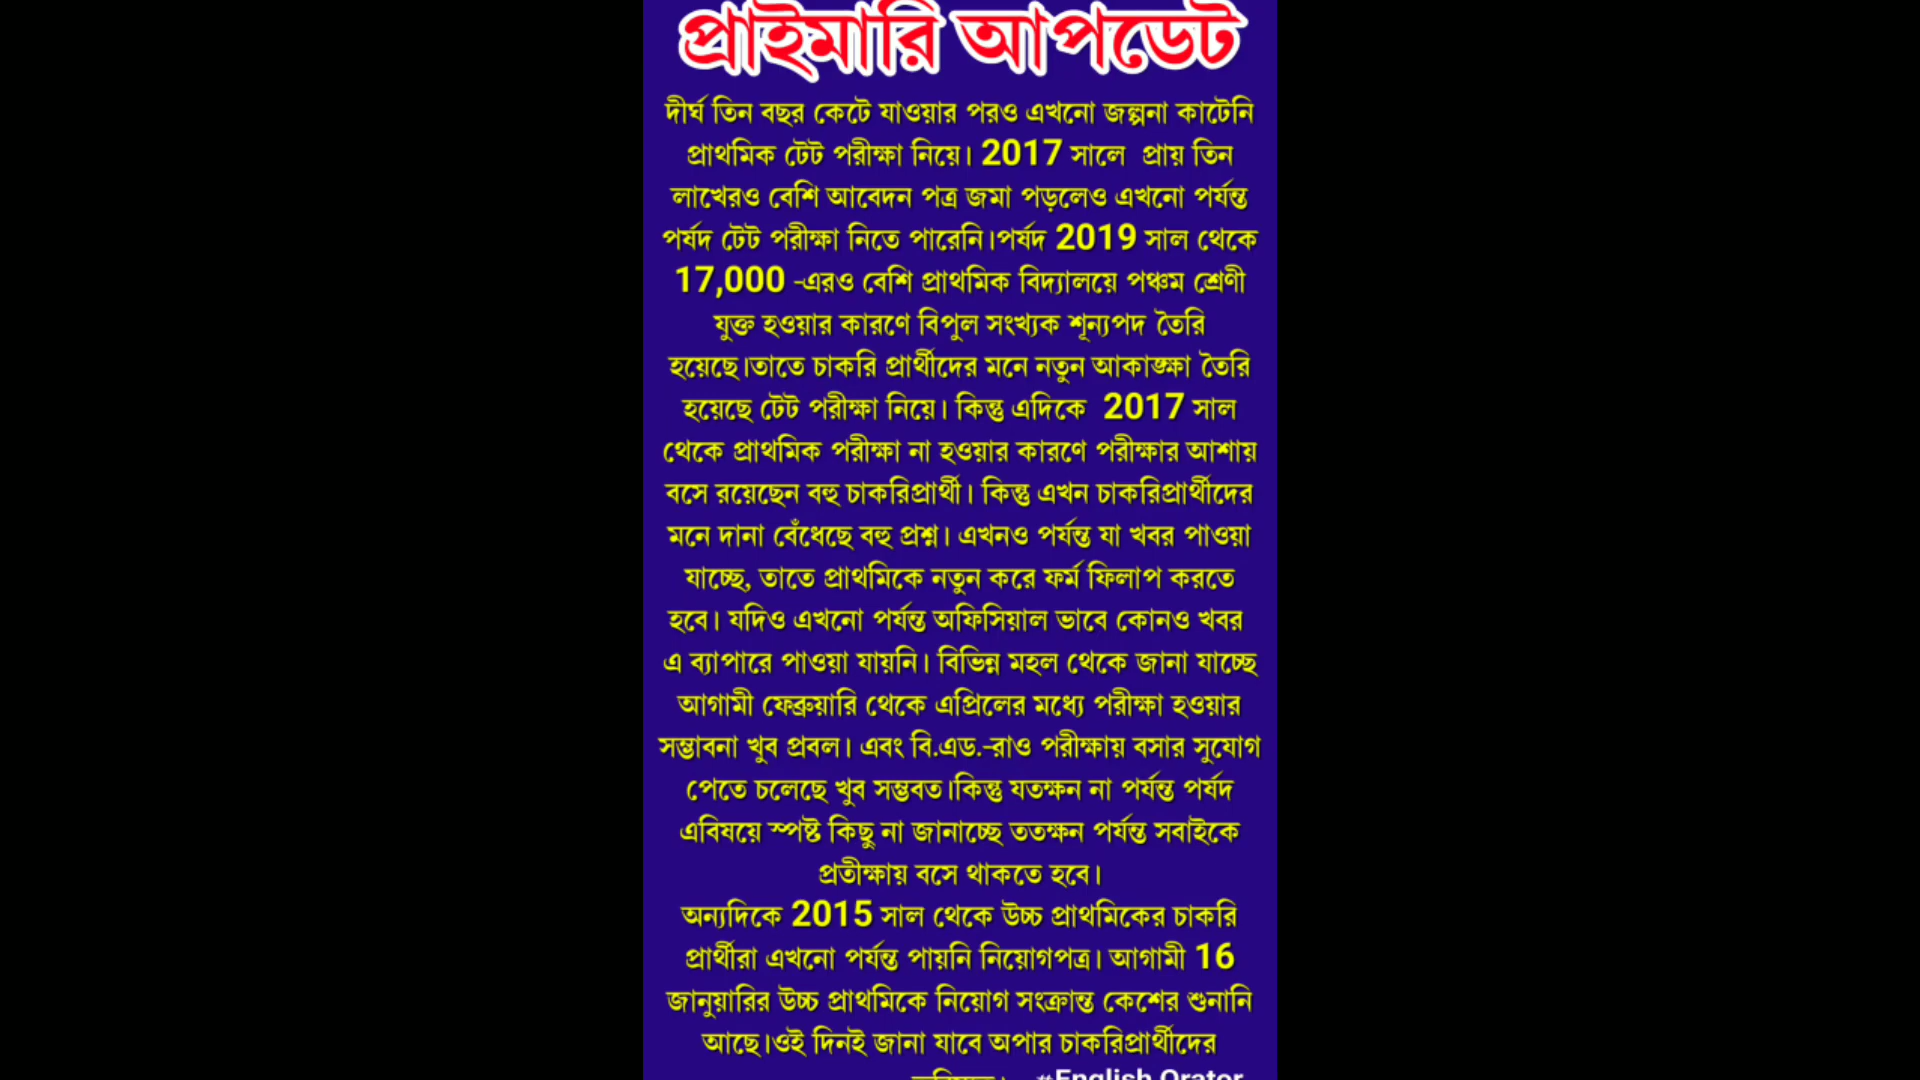 প্রাইমারি আপডেট
দীর্ঘ তিন বছর কেটে যাওয়ার পরও এখনো জল্পনা কাটেনি
প্রাথমিক টেট পরীক্ষা নিয়ে। 2017 সালে প্রায় তিন
লাখেরও বেশি আবেদন পত্র জমা পড়লেও এখনো পর্যন্ত
পর্ষদ টেট পরীক্ষা নিতে পারেনি।পর্ষদ 2019 সাল থেকে
17,000 -এরও বেশি প্রাথমিক বিদ্যালয়ে পঞ্চম শ্রেণী
যুক্ত হওয়ার কারণে বিপুল সংখ্যক শূন্যপদ তৈরি
হয়েছে।তাতে চাকরি প্রার্থীদের মনে নতুন আকাঙ্ক্ষা তৈরি
হয়েছে টেট পরীক্ষা নিয়ে। কিন্তু এদিকে 2017 সাল
থেকে প্রাথমিক পরীক্ষা না হওয়ার কারণে পরীক্ষার আশায়
বসে রয়েছেন বহু চাকরিপ্রার্থী। কিন্তু এখন চাকরিপ্রার্থীদের
মনে দানা বেঁধেছে বহু প্রশ্ন। এখনও পর্যন্ত যা খবর পাওয়া
যাচ্ছে, তাতে প্রাথমিকে নতুন করে ফর্ম ফিলাপ করতে
হবে। যদিও এখনো পর্যন্ত অফিসিয়াল ভাবে কোনও খবর
এ ব্যাপারে পাওয়া যায়নি। বিভিন্ন মহল থেকে জানা যাচ্ছে
আগামী ফেব্রুয়ারি থেকে এপ্রিলের মধ্যে পরীক্ষা হওয়ার
সম্ভাবনা খুব প্রবল। এবং বি.এড.-রাও পরীক্ষায় বসার সুযোগ
পেতে চলেছে খুব সম্ভবত।কিন্তু যতক্ষন না পর্যন্ত পর্ষদ
এবিষয়ে স্পষ্ট কিছু না জানাচ্ছে ততক্ষন পর্যন্ত সবাইকে
প্রতীক্ষায় বসে থাকতে হবে।
অন্যদিকে 2015 সাল থেকে উচ্চ প্রাথমিকের চাকরি
প্রার্থীরা এখনো পর্যন্ত পায়নি নিয়োগপত্র। আগামী 16
জানুয়ারির উচ্চ প্রাথমিকে নিয়োগ সংক্রান্ত কেশের শুনানি
আছে।ওই দিনই জানা যাবে অপার চাকরিপ্রার্থীদের
#English Orator